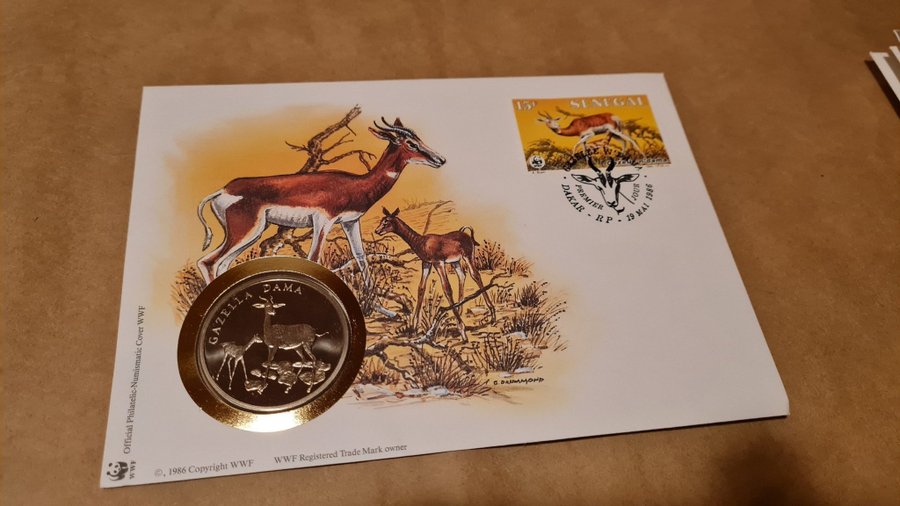 15F SENEGAL
PREMIER JOUR
DAKAR - RP - 19 MAI 1986
GAZELLA DAMA
Official Philatelic-Numismatic Cover WWF
WWF
©, 1986 Copyright WWF WWF Registered Trade Mark owner